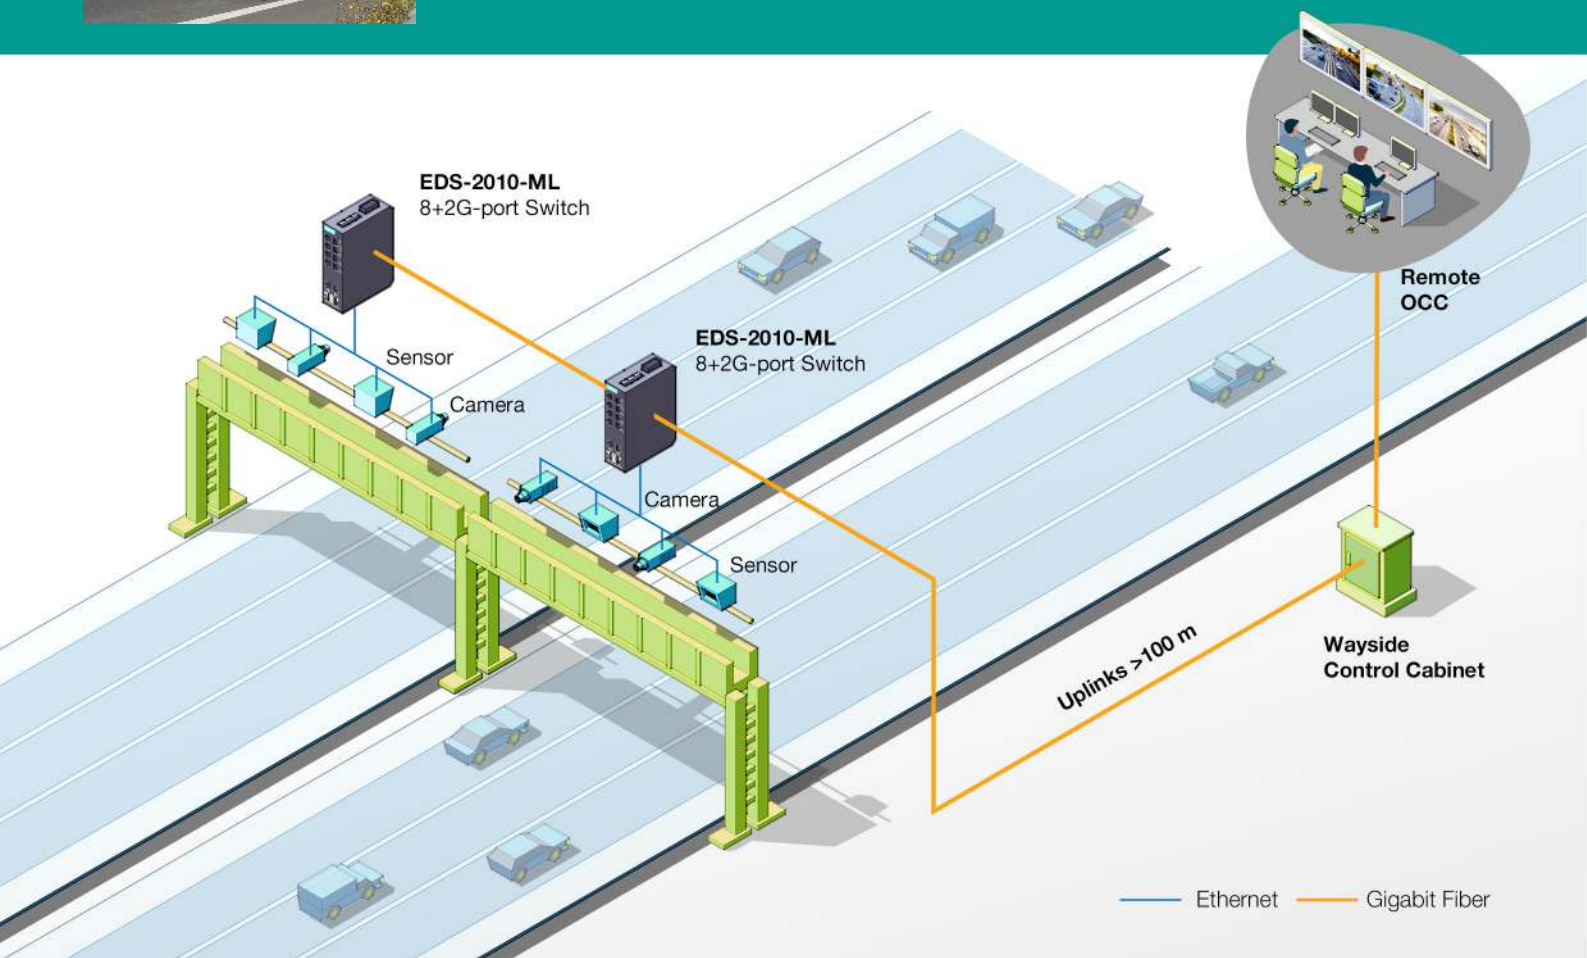 EDS-2010-ML
8+2G-port Switch
Sensor
Camera
EDS-2010-ML
8+2G-port Switch
Camera
Sensor
Remote
OCC
Uplinks >100 m
Wayside
Control Cabinet
Ethernet
Gigabit Fiber